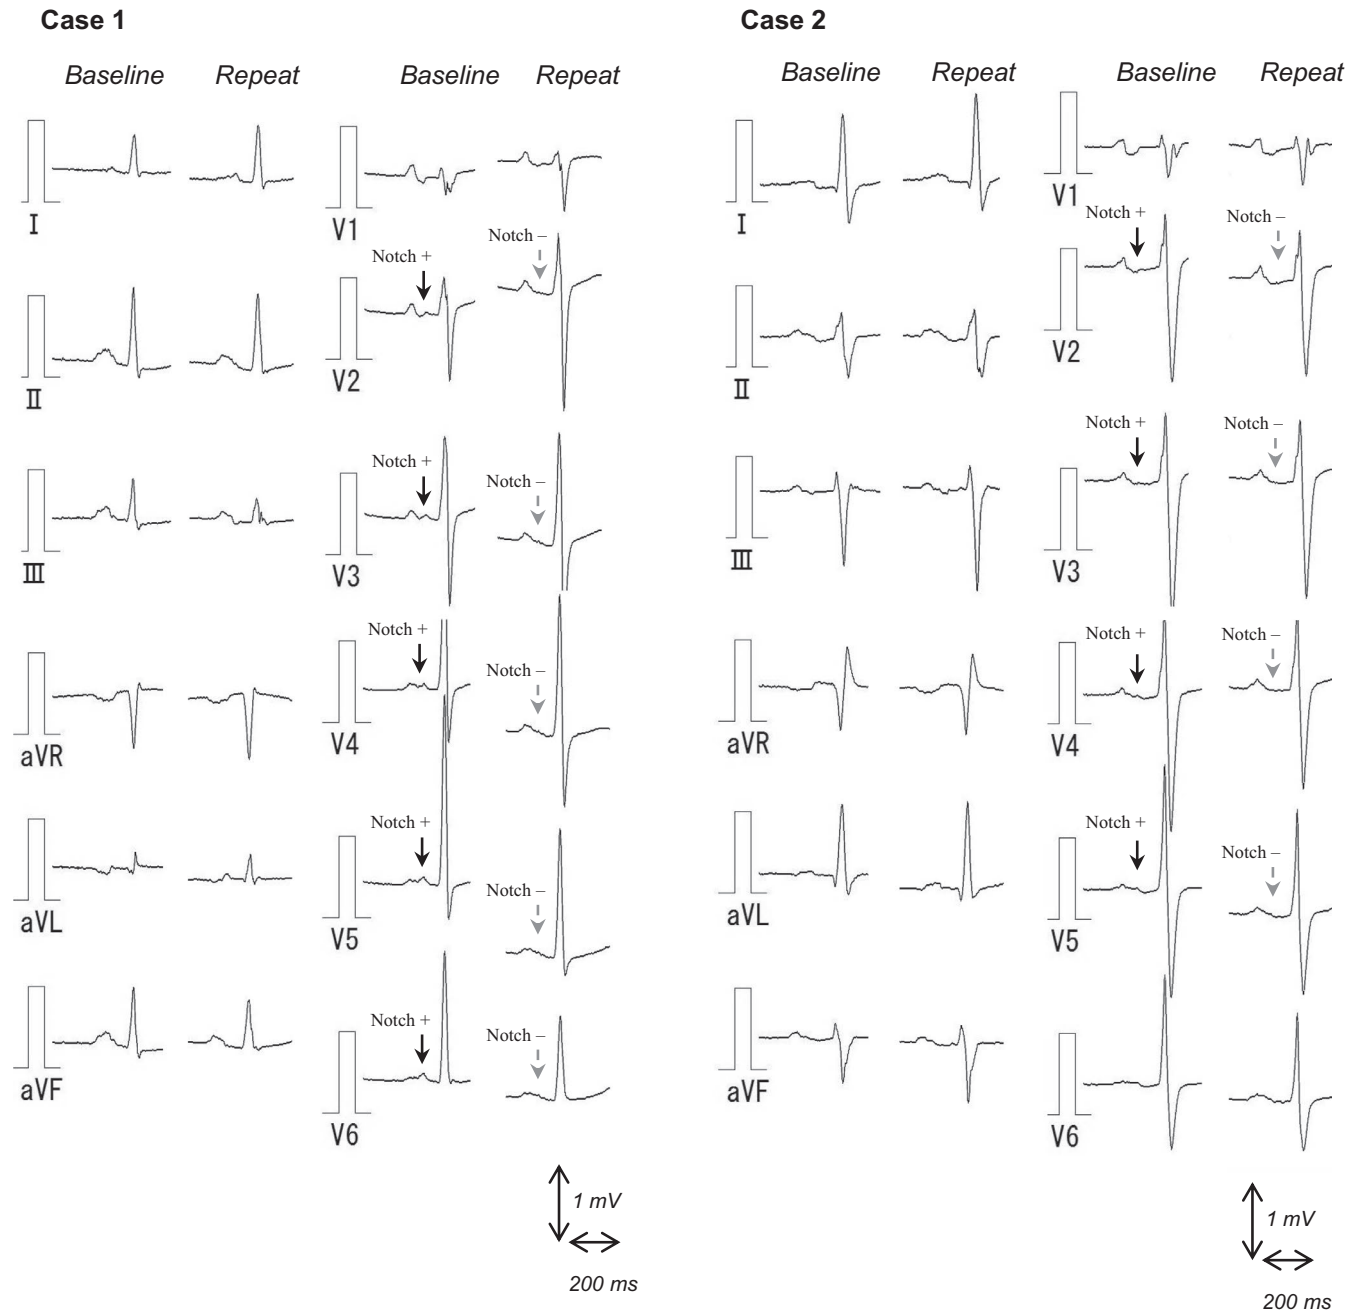 Case 1
Baseline Repeat Baseline Repeat
I
V1
Notch +
Notch –
II
V2
Notch +
Notch –
III
V3
Notch +
Notch –
aVR
V4
Notch +
Notch –
aVL
V5
Notch +
Notch –
aVF
V6
1 mV
200 ms
Case 2
Baseline Repeat Baseline Repeat
I
V1
Notch +
Notch –
II
V2
Notch +
Notch –
III
V3
Notch +
Notch –
aVR
V4
Notch +
Notch –
aVL
V5
aVF
V6
1 mV
200 ms